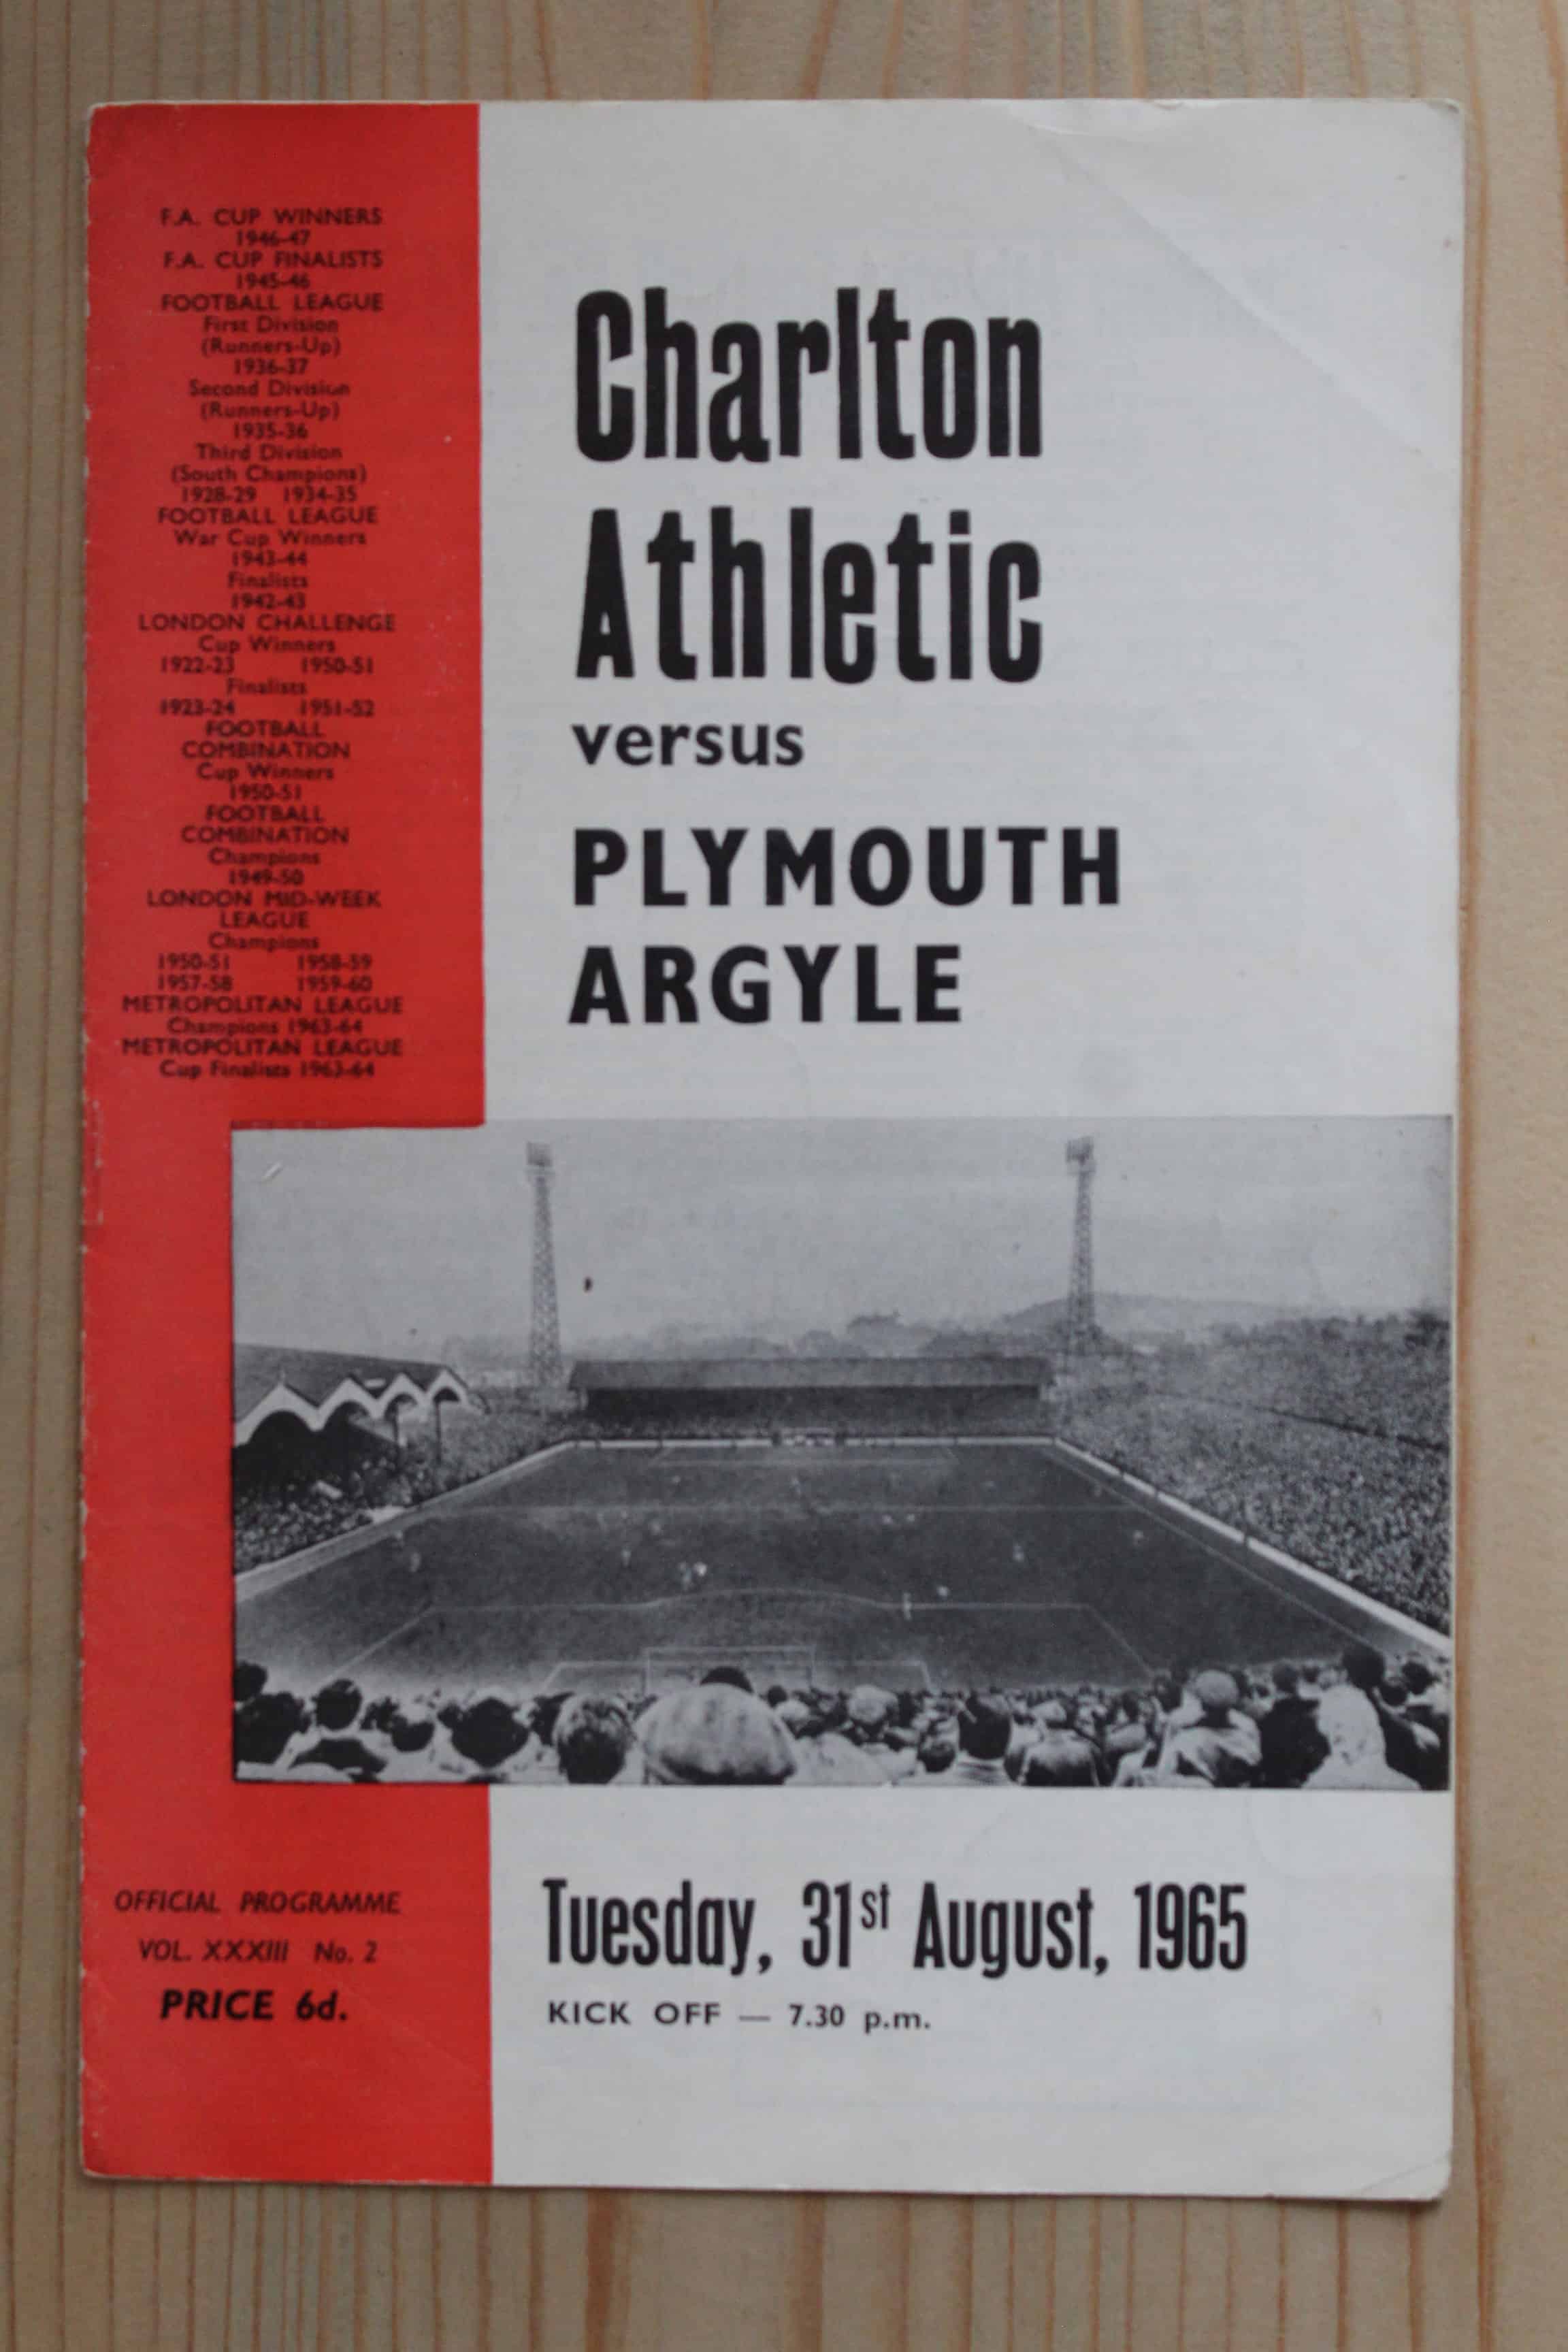 F.A. CUP WINNERS
1946-47
F.A. CUP FINALISTS
1945-46
FOOTBALL LEAGUE
First Division
(Runners-Up)
1936-37
Second Division
(Runners-Up)
1935-36
Third Division
(South Champions)
1928-29 1934-35
FOOTBALL LEAGUE
War Cup Winners
1943-44
Finalists
1942-43
LONDON CHALLENGE
Cup Winners
1922-23 1950-51
Finalists
1923-24 1951-52
FOOTBALL
COMBINATION
Cup Winners
1950-51
FOOTBALL
COMBINATION
Champions
1949-50
LONDON MID-WEEK
LEAGUE
Champions
1950-51 1958-59
1957-58 1959-60
METROPOLITAN LEAGUE
Champions 1963-64
METROPOLITAN LEAGUE
Cup Finalists 1963-64
Charlton
Athletic
versus
PLYMOUTH
ARGYLE
OFFICIAL PROGRAMME
VOL. XXXIII No. 2
PRICE 6d.
Tuesday, 31st August, 1965
KICK OFF — 7.30 p.m.